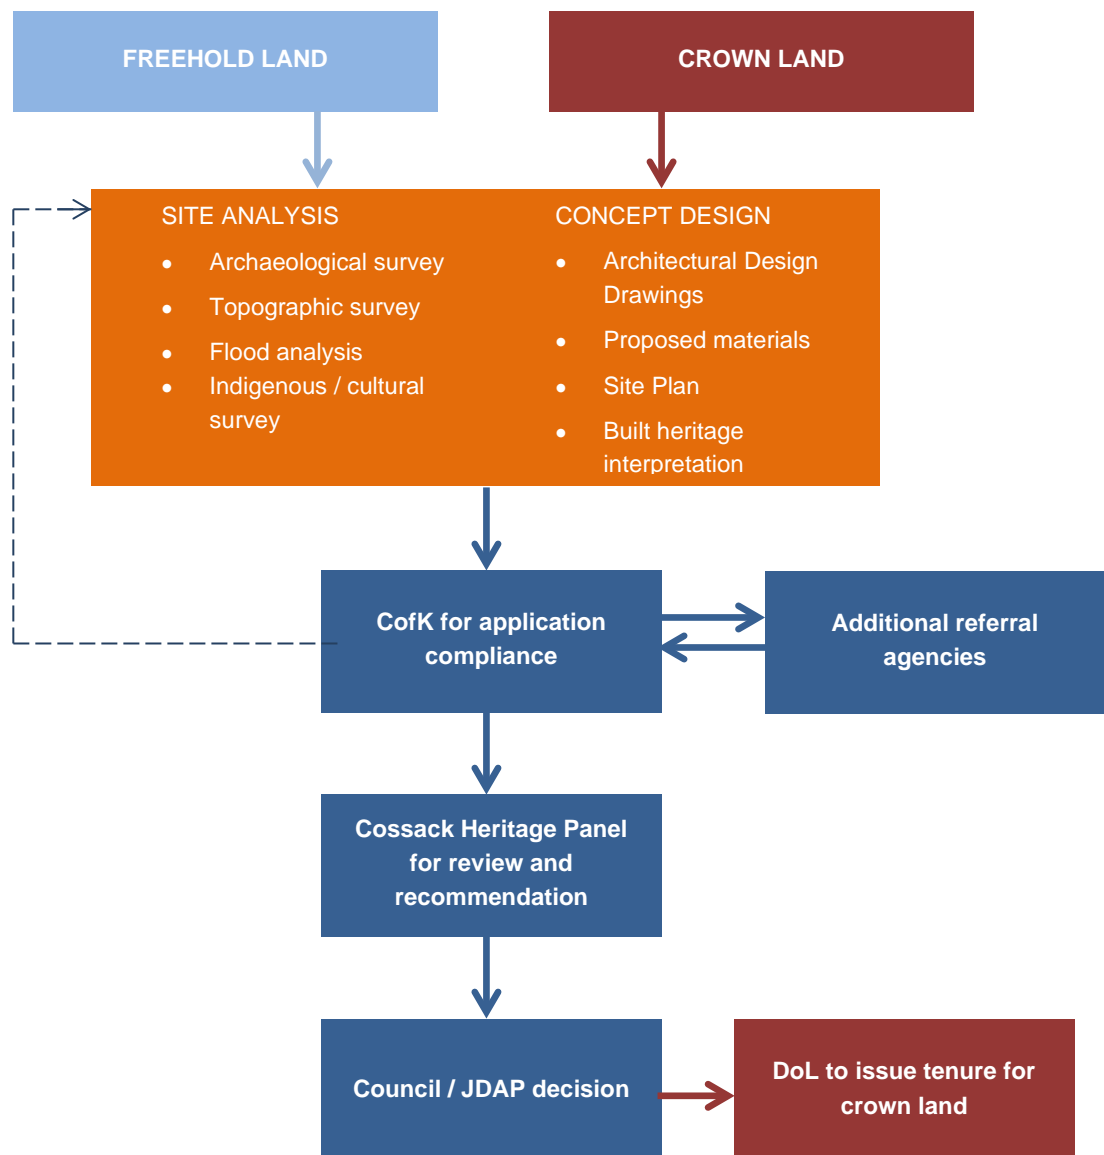 FREEHOLD LAND
CROWN LAND
SITE ANALYSIS
• Archaeological survey
• Topographic survey
• Flood analysis
• Indigenous / cultural
survey
CONCEPT DESIGN
• Architectural Design
Drawings
• Proposed materials
• Site Plan
• Built heritage
interpretation
CofK for application
compliance
Additional referral
agencies
Cossack Heritage Panel
for review and
recommendation
Council / JDAP decision
DoL to issue tenure for
crown land